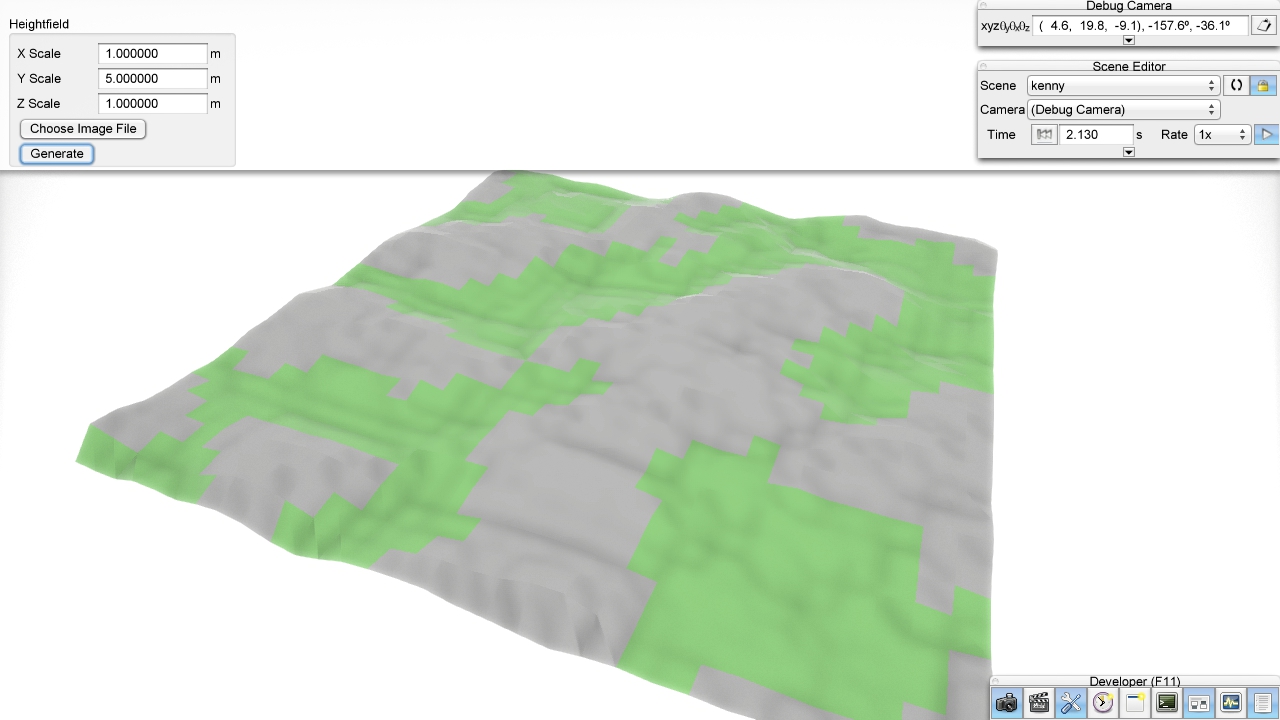 Heightfield
X Scale 1.000000 m
Y Scale 5.000000 m
Z Scale 1.000000 m
Choose Image File
Generate
Debug Camera
( 4.6, 19.8, -9.1), -157.6º, -36.1º
Scene Editor
Scene kenny
Camera (Debug Camera)
Time 2.130 s Rate 1x
Developer (F11)